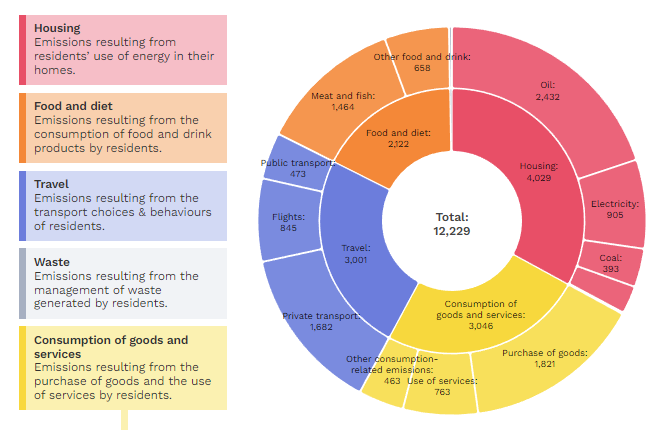 Housing
Emissions resulting from
residents' use of energy in their
homes.
Food and diet
Emissions resulting from the
consumption of food and drink
products by residents.
Travel
Emissions resulting from the
transport choices & behaviours
of residents.
Waste
Emissions resulting from the
management of waste
generated by residents.
Consumption of goods and
services
Emissions resulting from the
purchase of goods and the use
of services by residents.
Other food and drink:
658
Oil:
2,432
Meat and fish:
1,464
Food and diet:
2,122
Public transport:
473
Housing:
4,029
Electricity:
905
Flights:
845
Total:
12,229
Travel:
3,001
Coal:
393
Consumption of
goods and services:
3,046
Private transport:
1,682
Other consumption-
related emissions:
463
Use of services:
763
Purchase of goods:
1,821